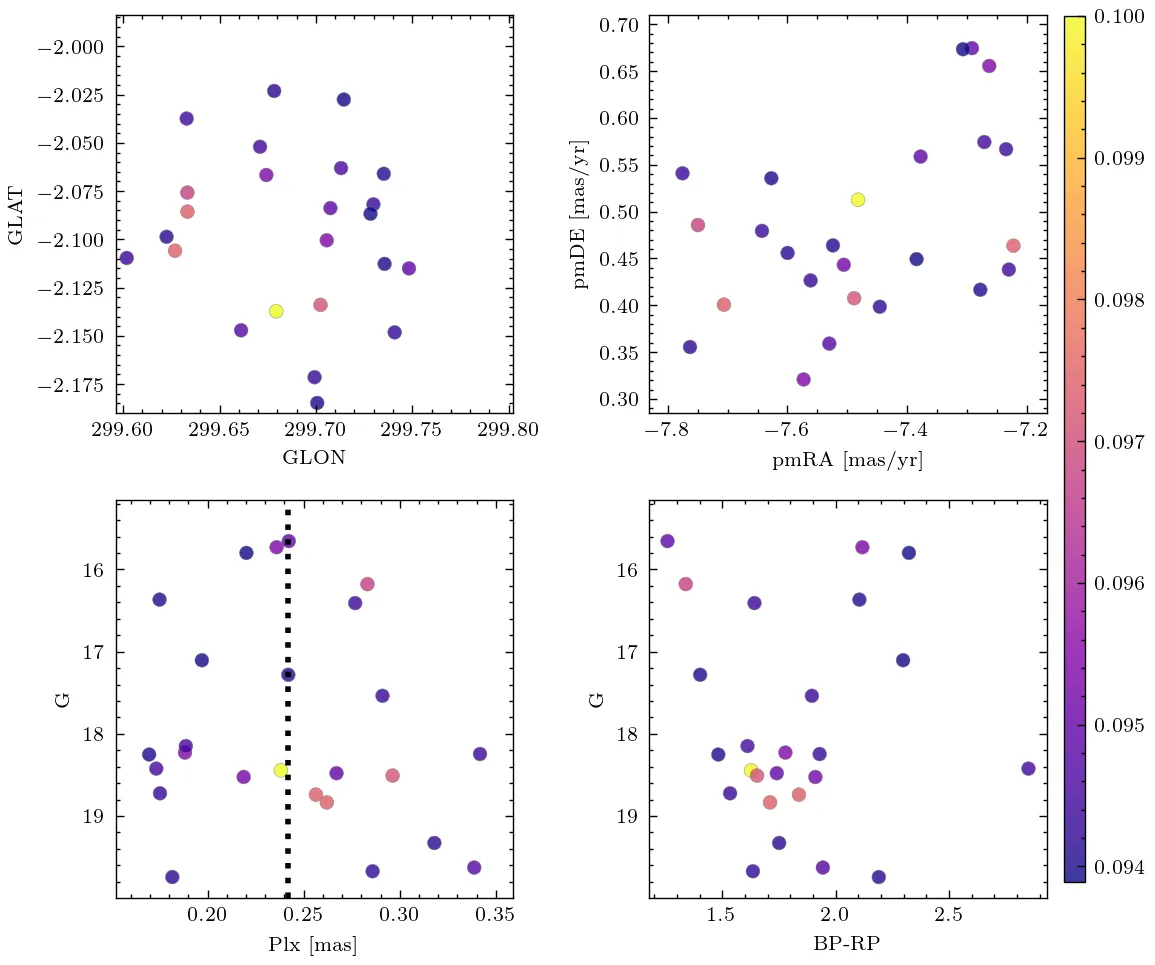 −2.000
−2.025
−2.050
−2.075
−2.100
−2.125
−2.150
−2.175
GLAT
299.60 299.65 299.70 299.75 299.80
GLON
0.70
0.65
0.60
0.55
0.50
0.45
0.40
0.35
0.30
pmDE [mas/yr]
−7.8 −7.6 −7.4 −7.2
pmRA [mas/yr]
16
17
18
19
G
0.20 0.25 0.30 0.35
Plx [mas]
16
17
18
19
G
1.5 2.0 2.5
BP-RP
0.100
0.099
0.098
0.097
0.096
0.095
0.094